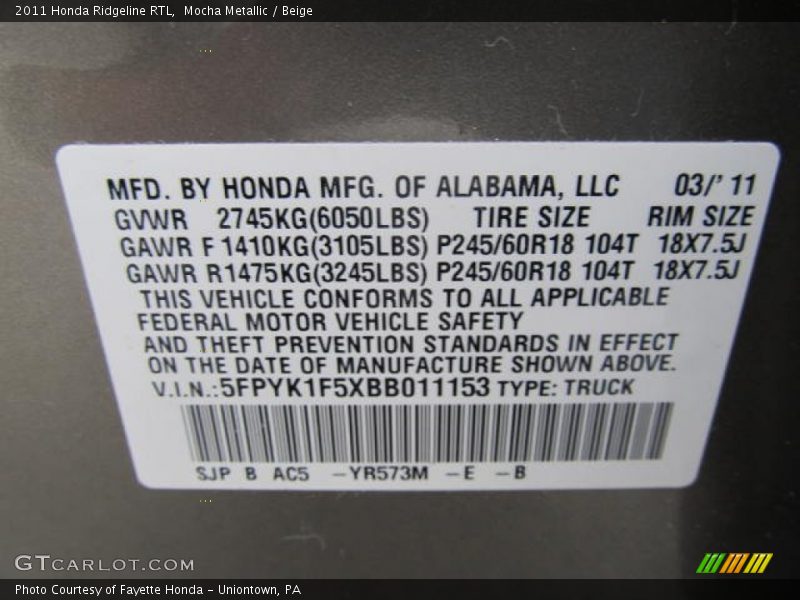 2011 Honda Ridgeline RTL, Mocha Metallic / Beige
MFD. BY HONDA MFG. OF ALABAMA, LLC 03/' 11
GVWR 2745KG(6050LBS) TIRE SIZE RIM SIZE
GAWR F 1410KG(3105LBS) P245/60R18 104T 18X7.5J
GAWR R1475KG(3245LBS) P245/60R18 104T 18X7.5J
THIS VEHICLE CONFORMS TO ALL APPLICABLE
FEDERAL MOTOR VEHICLE SAFETY
AND THEFT PREVENTION STANDARDS IN EFFECT
ON THE DATE OF MANUFACTURE SHOWN ABOVE.
V.I.N.:5FPYK1F5XBB011153 TYPE: TRUCK
SJP B AC5 -YR573M -E -B
GTCARLOT.COM
Photo Courtesy of Fayette Honda - Uniontown, PA